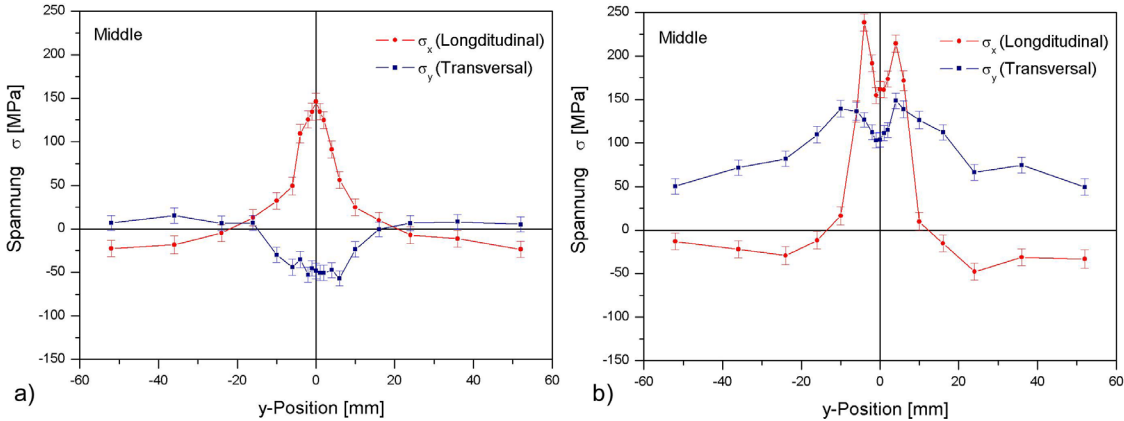 Middle
σx (Longditudinal)
σy (Transversal)
250
200
150
100
50
0
-50
-100
-150
-60
-40
-20
0
20
40
60
Spannung σ [MPa]
y-Position [mm]
a)
Middle
σx (Longditudinal)
σy (Transversal)
250
200
150
100
50
0
-50
-100
-150
-60
-40
-20
0
20
40
60
Spannung σ [MPa]
y-Position [mm]
b)